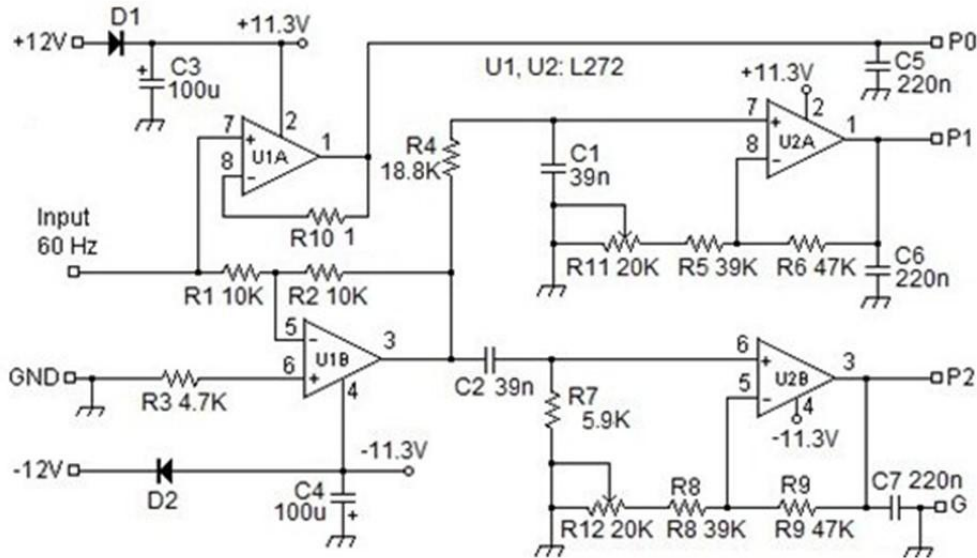 D1
+12V
+11.3V
P0
C3
100u
U1, U2: L272
C5
220n
+11.3V
7
2
1
U1A
8
+
−
R10 1
R4
18.8K
C1
39n
7
2
1
8
+
−
U2A
P1
Input
60 Hz
R1 10K
R2 10K
R11 20K
R5 39K
R6 47K
C6
220n
5
3
−
U1B
6
+
4
GND
R3 4.7K
C2 39n
6
3
+
U2B
5
−
4
-11.3V
P2
R7
5.9K
-12V
D2
-11.3V
C4
100u
+
+
R8
R9
C7 220n
G
R12 20K
R8 39K
R9 47K